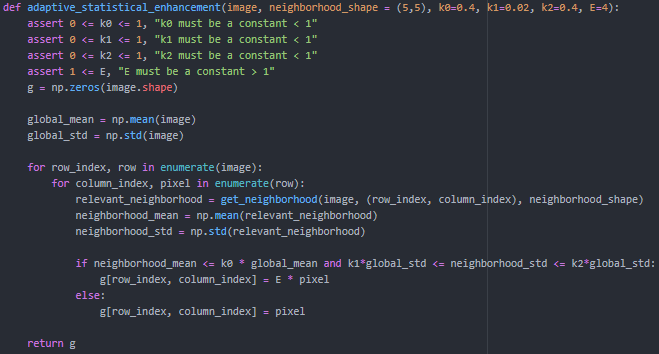 def adaptive_statistical_enhancement(image, neighborhood_shape = (5,5), k0=0.4, k1=0.02, k2=0.4, E=4):
    assert 0 <= k0 <= 1, "k0 must be a constant < 1"
    assert 0 <= k1 <= 1, "k1 must be a constant < 1"
    assert 0 <= k2 <= 1, "k2 must be a constant < 1"
    assert 1 <= E, "E must be a constant > 1"
    g = np.zeros(image.shape)

    global_mean = np.mean(image)
    global_std = np.std(image)

    for row_index, row in enumerate(image):
        for column_index, pixel in enumerate(row):
            relevant_neighborhood = get_neighborhood(image, (row_index, column_index), neighborhood_shape)
            neighborhood_mean = np.mean(relevant_neighborhood)
            neighborhood_std = np.std(relevant_neighborhood)

            if neighborhood_mean <= k0 * global_mean and k1*global_std <= neighborhood_std <= k2*global_std:
                g[row_index, column_index] = E * pixel
            else:
                g[row_index, column_index] = pixel

    return g